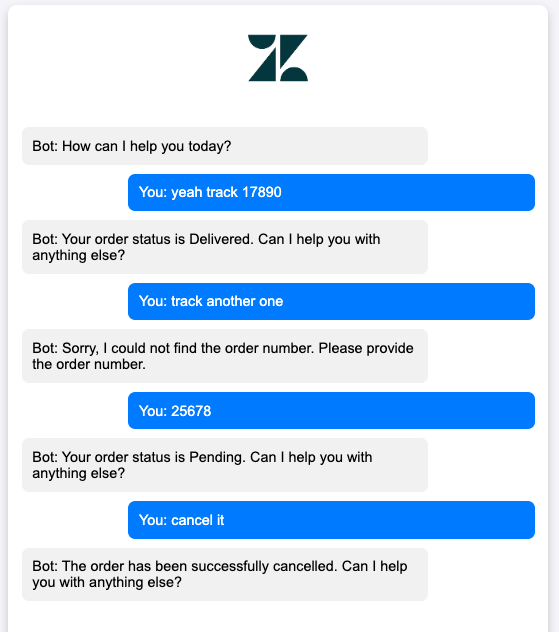 Bot: How can I help you today?
You: yeah track 17890
Bot: Your order status is Delivered. Can I help you with
anything else?
You: track another one
Bot: Sorry, I could not find the order number. Please provide
the order number.
You: 25678
Bot: Your order status is Pending. Can I help you with
anything else?
You: cancel it
Bot: The order has been successfully cancelled. Can I help
you with anything else?